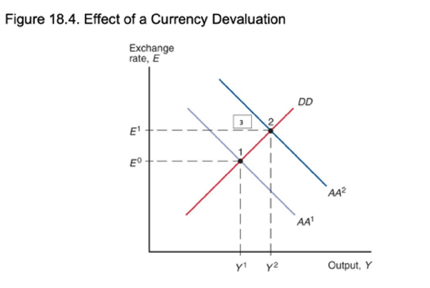 Figure 18.4. Effect of a Currency Devaluation
Exchange
rate, E
DD
3
2
E¹
1
E⁰
AA²
AA¹
Y¹ Y² Output, Y